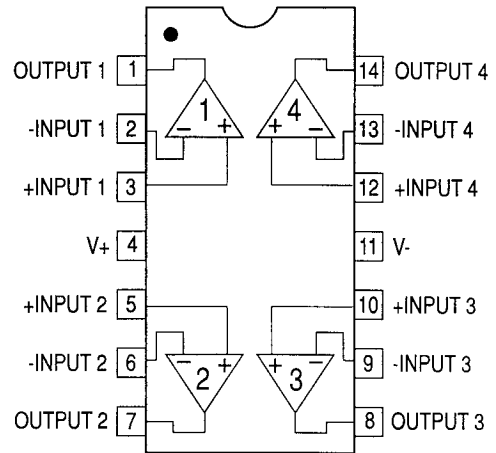 OUTPUT 1 1 14 OUTPUT 4
1 4
-INPUT 1 2 − + + − 13 -INPUT 4
+INPUT 1 3 12 +INPUT 4
V+ 4 11 V-
+INPUT 2 5 10 +INPUT 3
-INPUT 2 6 − + + − 9 -INPUT 3
2 3
OUTPUT 2 7 8 OUTPUT 3